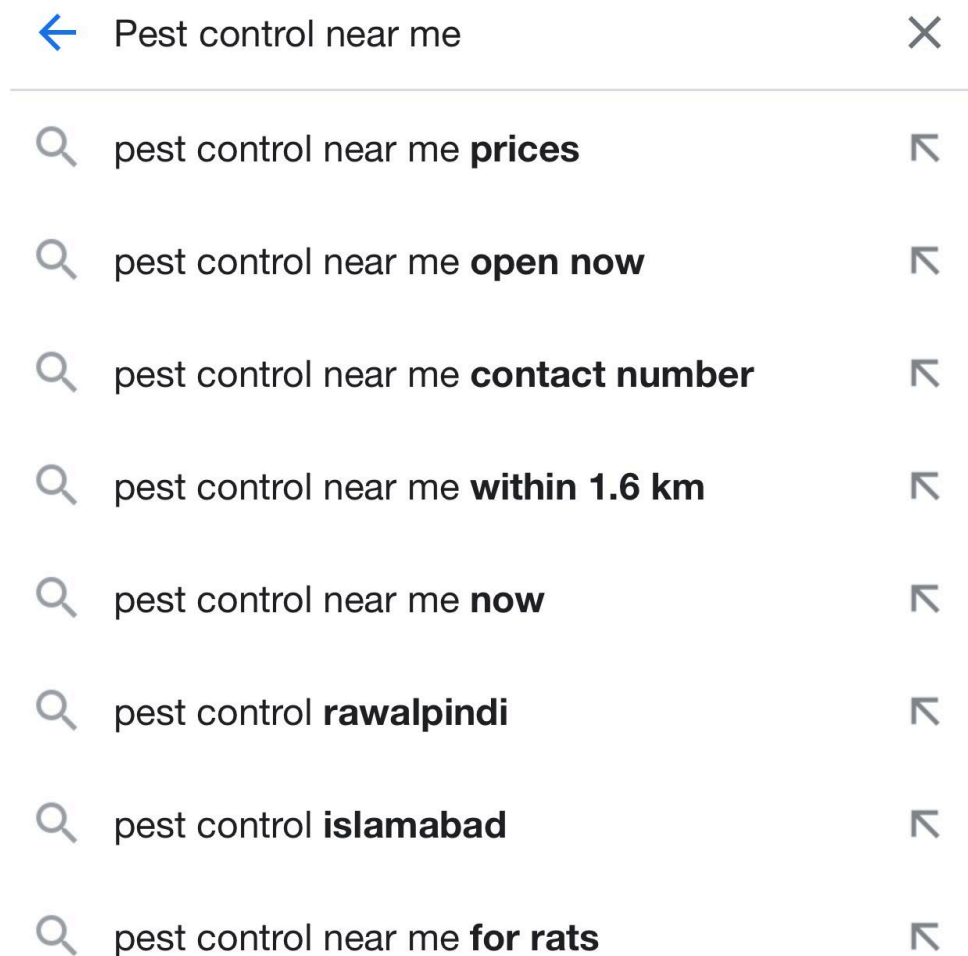 Pest control near me
pest control near me prices
pest control near me open now
pest control near me contact number
pest control near me within 1.6 km
pest control near me now
pest control rawalpindi
pest control islamabad
pest control near me for rats